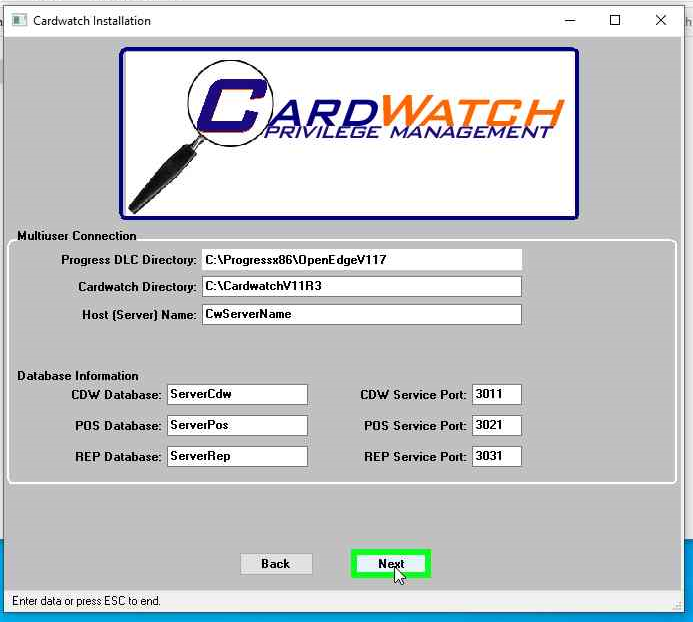 Cardwatch Installation
CARDWATCH
PRIVILEGE MANAGEMENT
Multiuser Connection
Progress DLC Directory: C:\Progressx86\OpenEdgeV117
Cardwatch Directory: C:\CardwatchV11R3
Host (Server) Name: CwServerName
Database Information
CDW Database: ServerCdw CDW Service Port: 3011
POS Database: ServerPos POS Service Port: 3021
REP Database: ServerRep REP Service Port: 3031
Back Next
Enter data or press ESC to end.